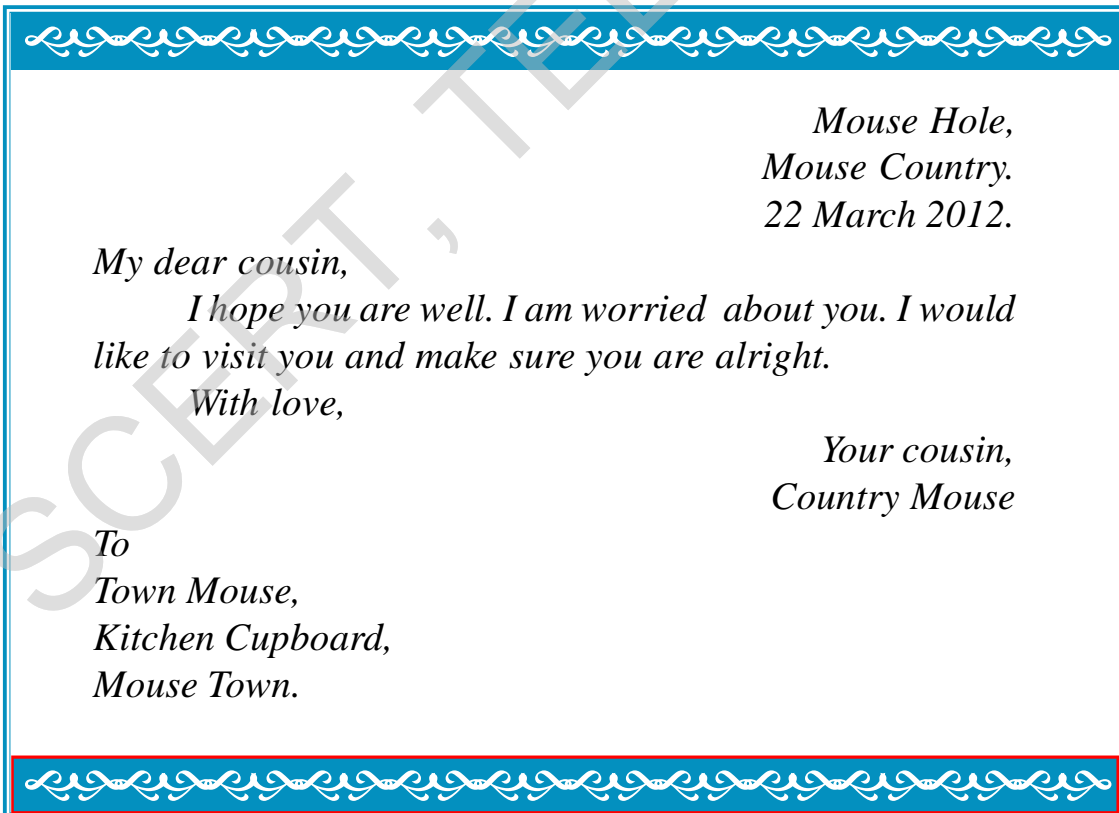 Mouse Hole,
Mouse Country.
22 March 2012.
My dear cousin,
I hope you are well. I am worried about you. I would
like to visit you and make sure you are alright.
With love,
Your cousin,
Country Mouse
To
Town Mouse,
Kitchen Cupboard,
Mouse Town.
SCERT,